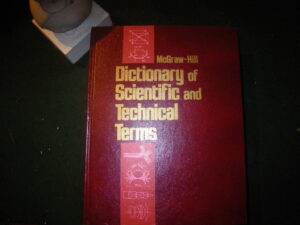 McGraw-Hill
Dictionary of
Scientific and
Technical
Terms